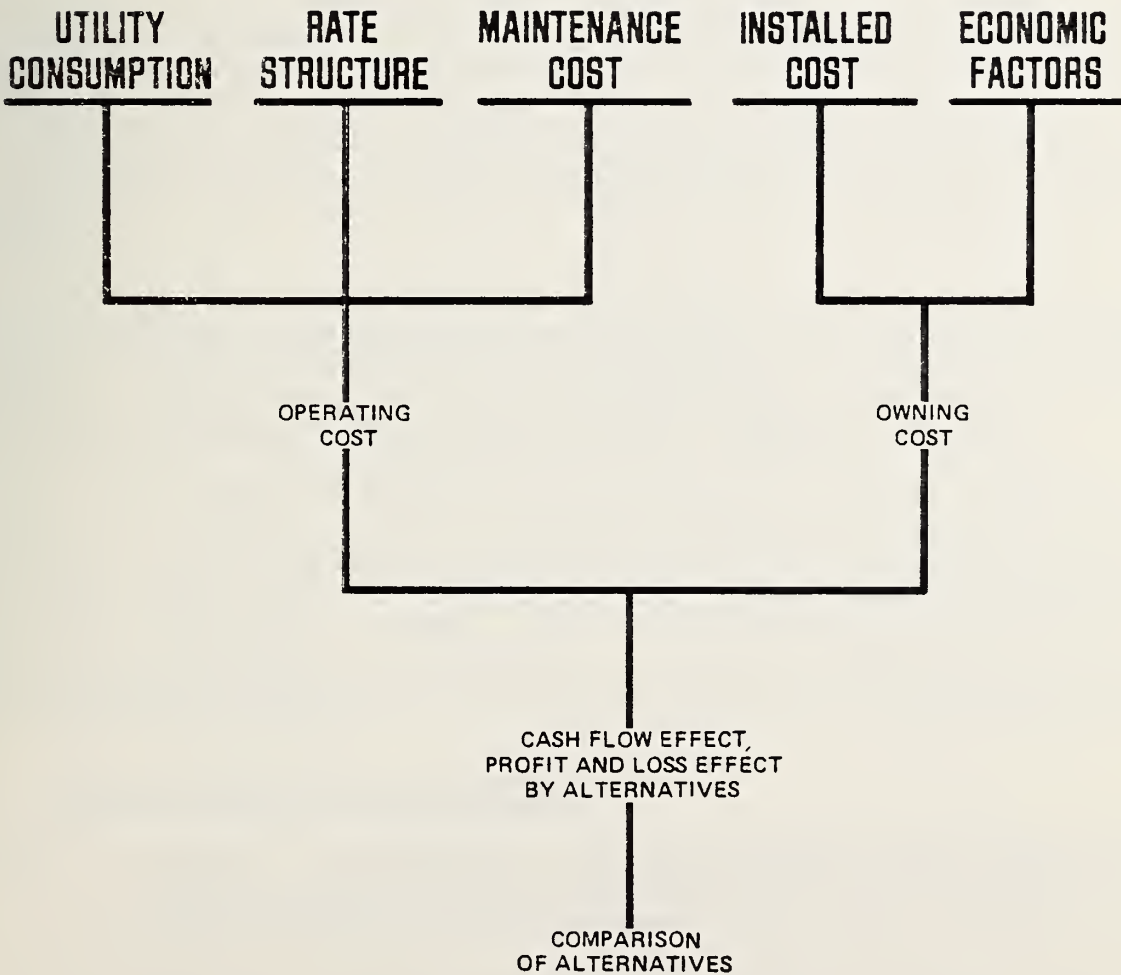 UTILITY
CONSUMPTION
RATE
STRUCTURE
MAINTENANCE
COST
INSTALLED
COST
ECONOMIC
FACTORS
OPERATING
COST
OWNING
COST
CASH FLOW EFFECT,
PROFIT AND LOSS EFFECT
BY ALTERNATIVES
COMPARISON
OF ALTERNATIVES